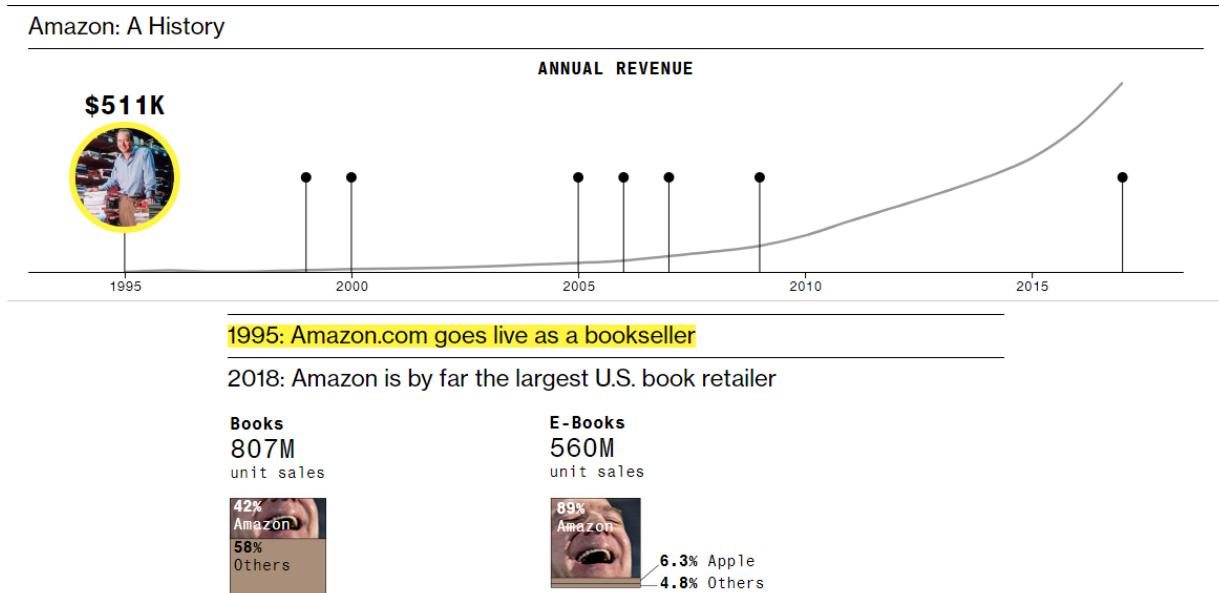 Amazon: A History
ANNUAL REVENUE
$511K
1995
2000
2005
2010
2015
1995: Amazon.com goes live as a bookseller
2018: Amazon is by far the largest U.S. book retailer
Books
807M
unit sales
42%
Amazon
58%
Others
E-Books
560M
unit sales
89%
Amazon
6.3% Apple
4.8% Others